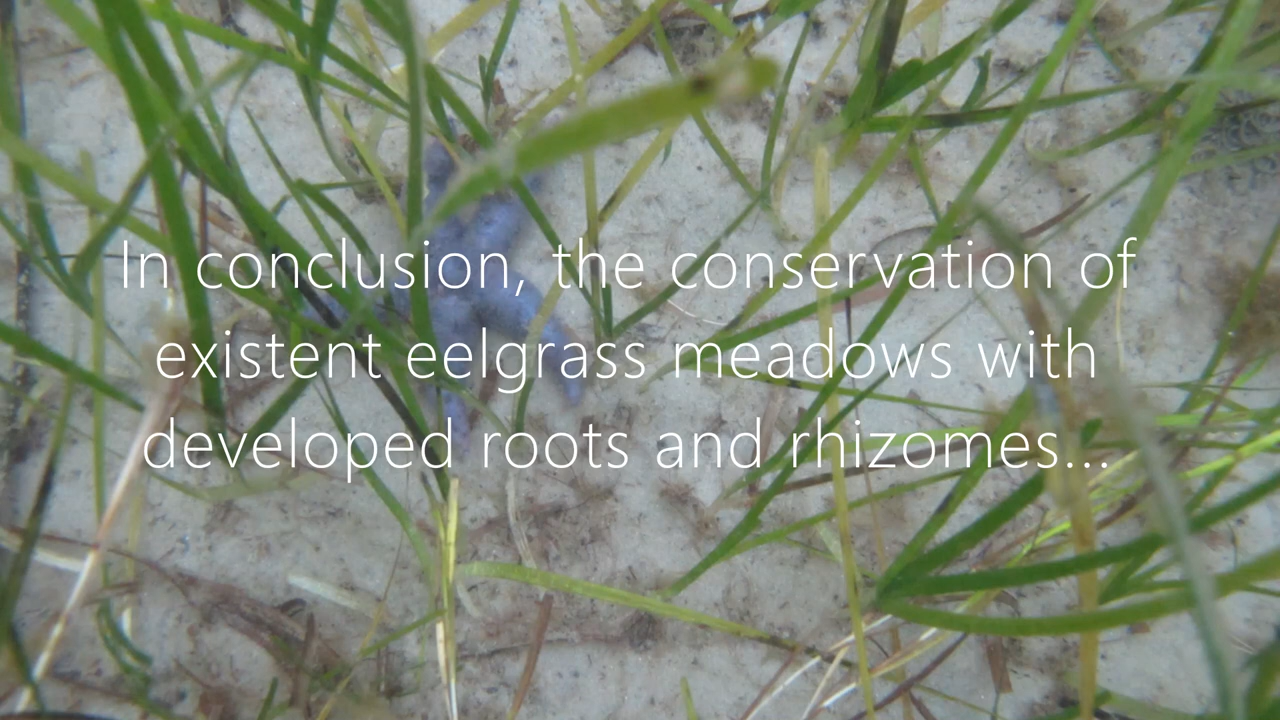 In conclusion, the conservation of
existent eelgrass meadows with
developed roots and rhizomes...